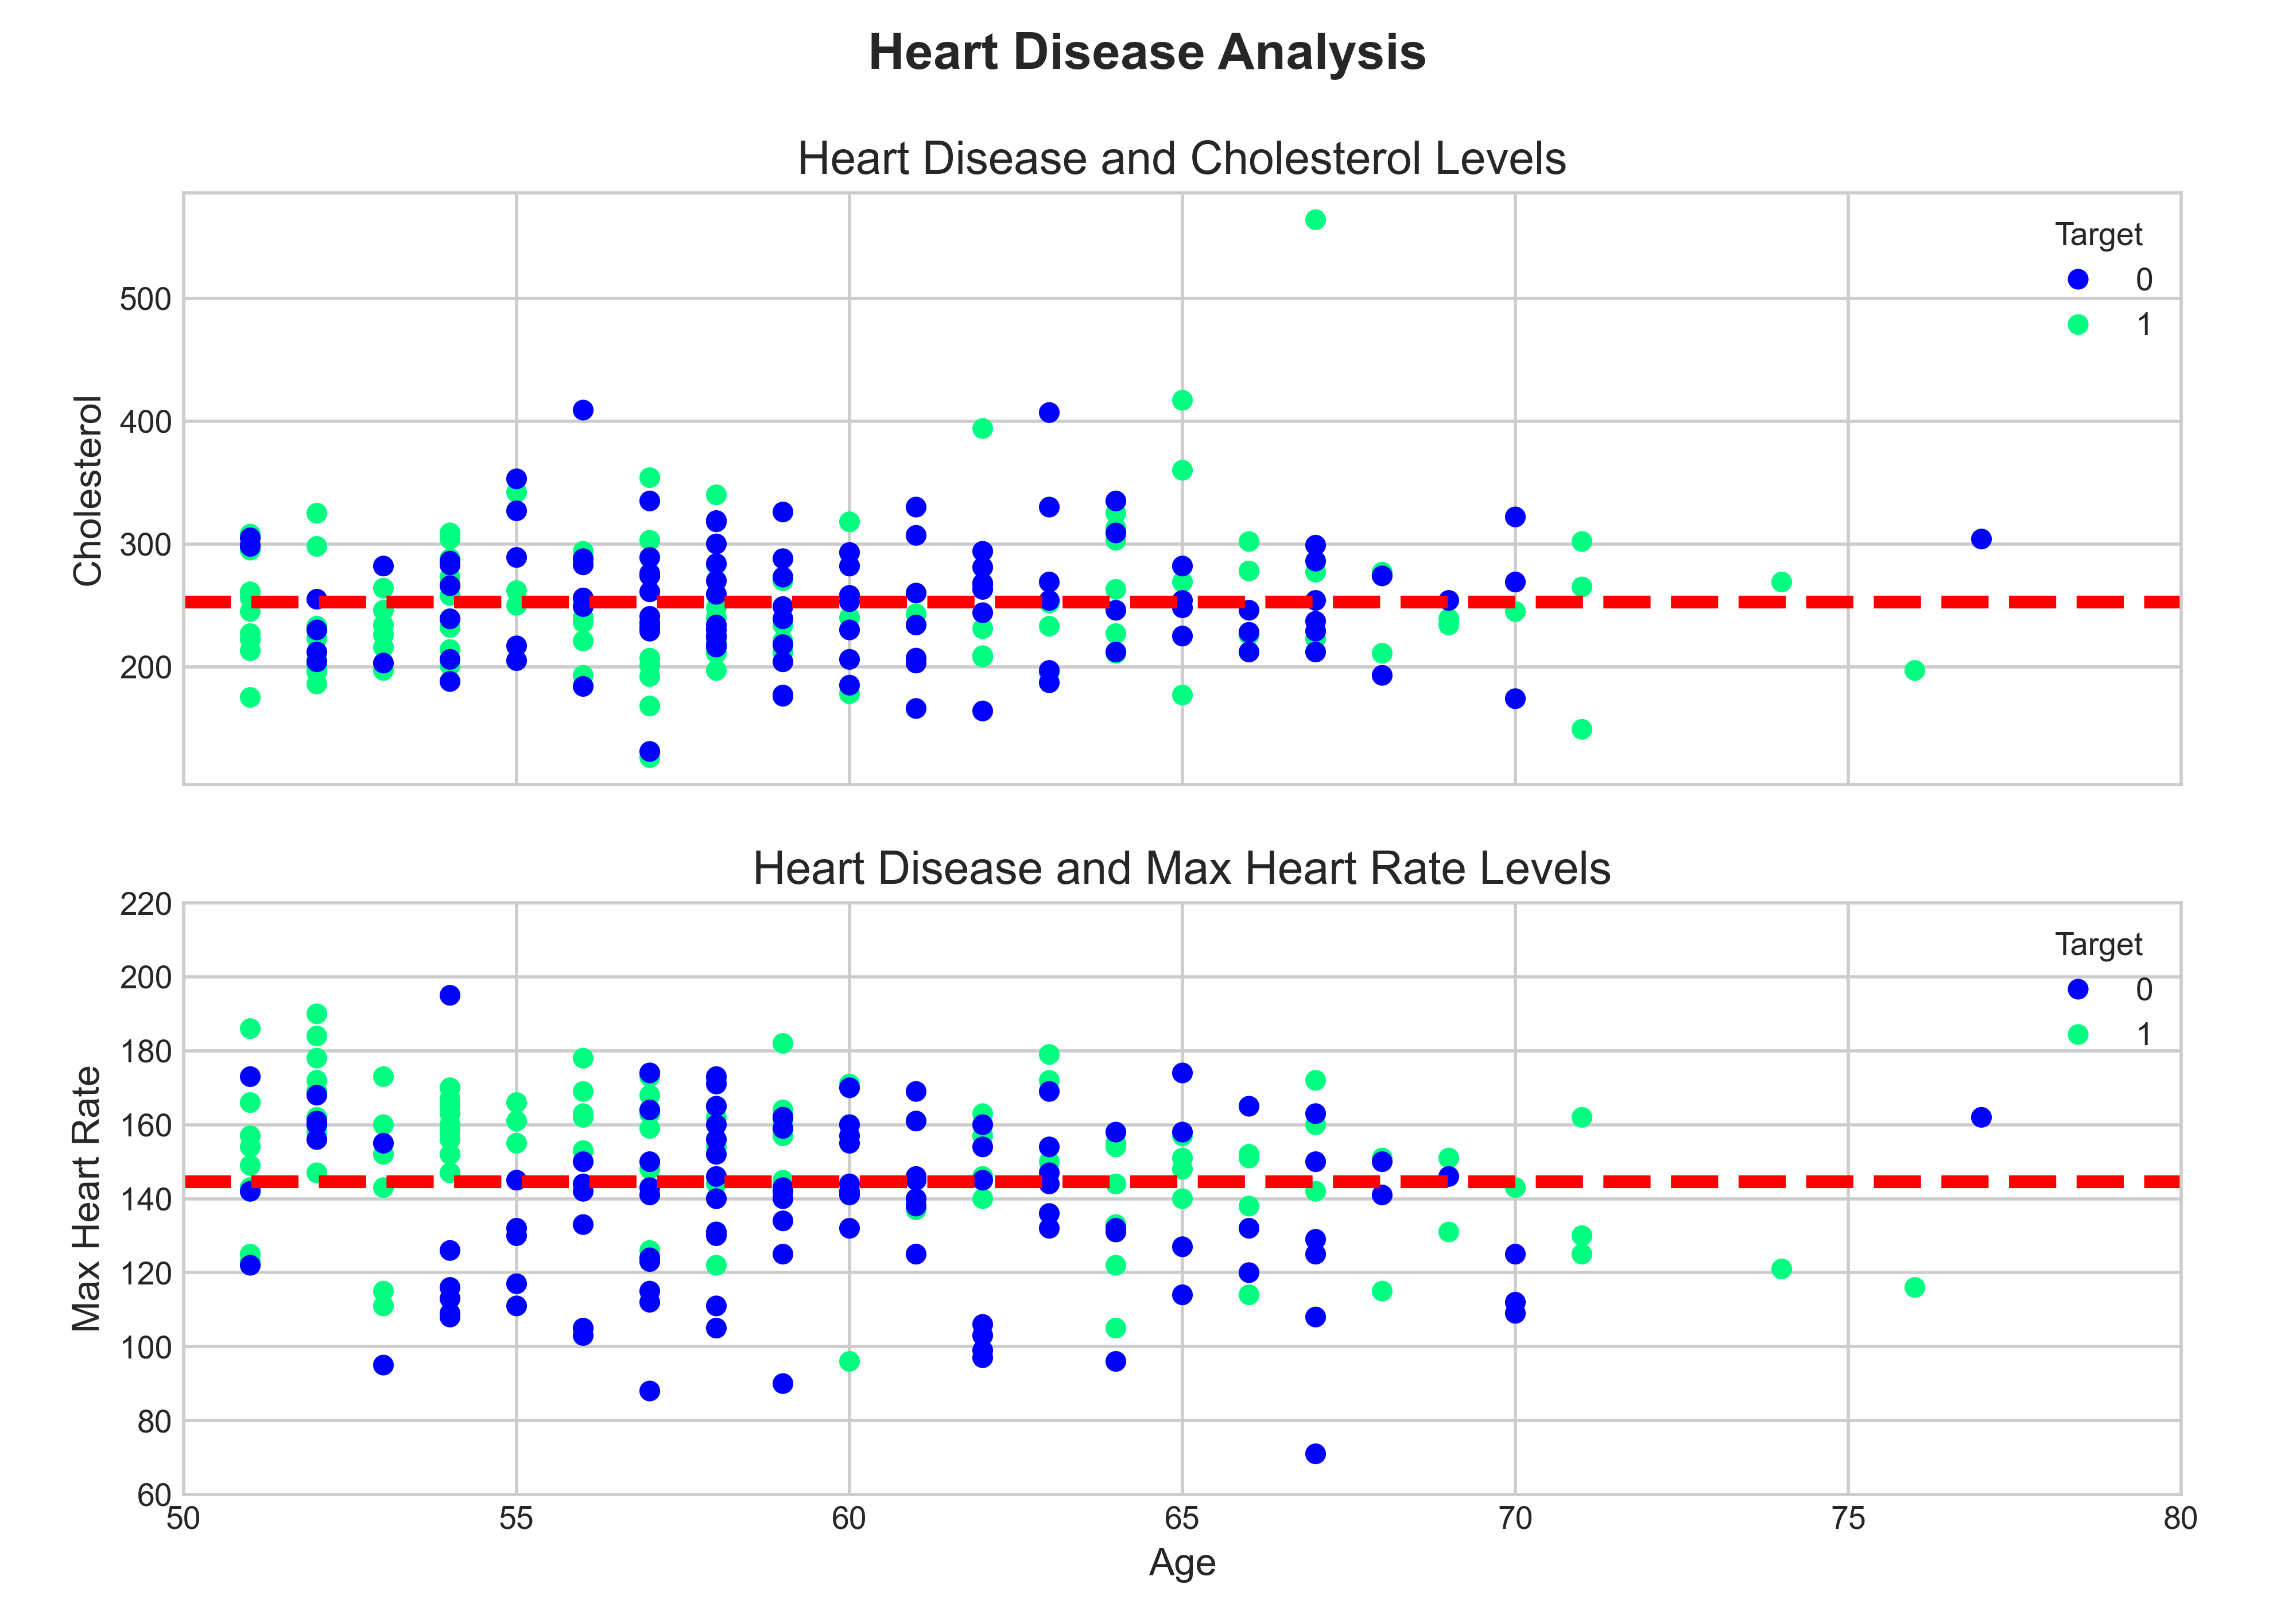 Heart Disease Analysis
Heart Disease and Cholesterol Levels
Cholesterol
500
400
300
200
Target
0
1
Heart Disease and Max Heart Rate Levels
Max Heart Rate
220
200
180
160
140
120
100
80
60
Target
0
1
50 55 60 65 70 75 80
Age